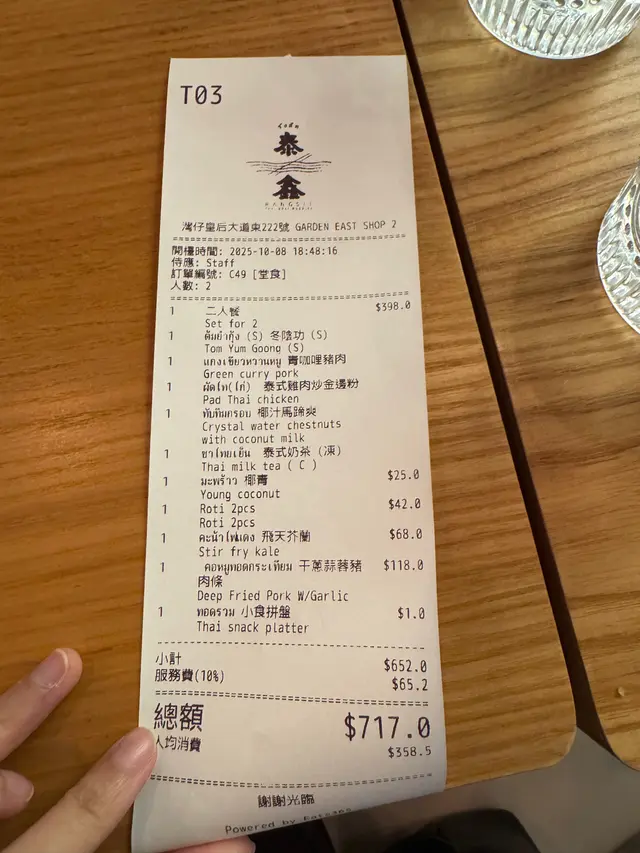 T03
รังสิต
泰
鑫
RANGSIT
灣仔皇后大道東222號 GARDEN EAST SHOP 2
開檯時間: 2025-10-08 18:48:16
侍應: Staff
訂單編號: C49 [堂食]
人數: 2
1 二人餐 $398.0
Set for 2
1 ต้มยำกุ้ง (S) 冬陰功 (S)
Tom Yum Goong (S)
1 แกงเขียวหวานหมู 青咖哩豬肉
Green curry pork
1 ผัดไท(ไก่) 泰式雞肉炒金邊粉
Pad Thai chicken
1 ทับทิมกรอบ 椰汁馬蹄爽
Crystal water chestnuts
with coconut milk
1 ชาไทยเย็น 泰式奶茶 (凍)
Thai milk tea ( C )
1 มะพร้าว 椰青 $25.0
Young coconut
1 Roti 2pcs $42.0
Roti 2pcs
1 คะน้าไฟแดง 飛天芥蘭 $68.0
Stir fry kale
1 คอหมูทอดกระเทียม 干蔥蒜蓉豬 $118.0
肉條
Deep Fried Pork W/Garlic
1 ทอดรวม 小食拼盤 $1.0
Thai snack platter
小計 $652.0
服務費(10%) $65.2
總額 $717.0
人均消費 $358.5
謝謝光臨
Powered by Eats365